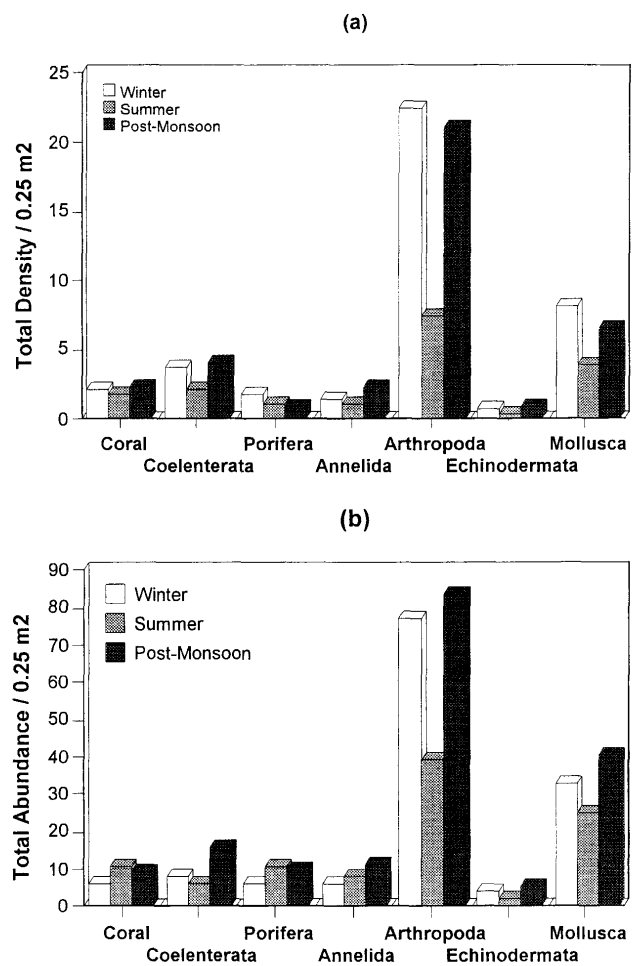 (a)
Total Density / 0.25 m2
25
20
15
10
5
0
Winter
Summer
Post-Monsoon
Coral
Porifera
Arthropoda
Mollusca
Coelenterata
Annelida
Echinodermata
(b)
Total Abundance / 0.25 m2
90
80
70
60
50
40
30
20
10
0
Winter
Summer
Post-Monsoon
Coral
Porifera
Arthropoda
Mollusca
Coelenterata
Annelida
Echinodermata